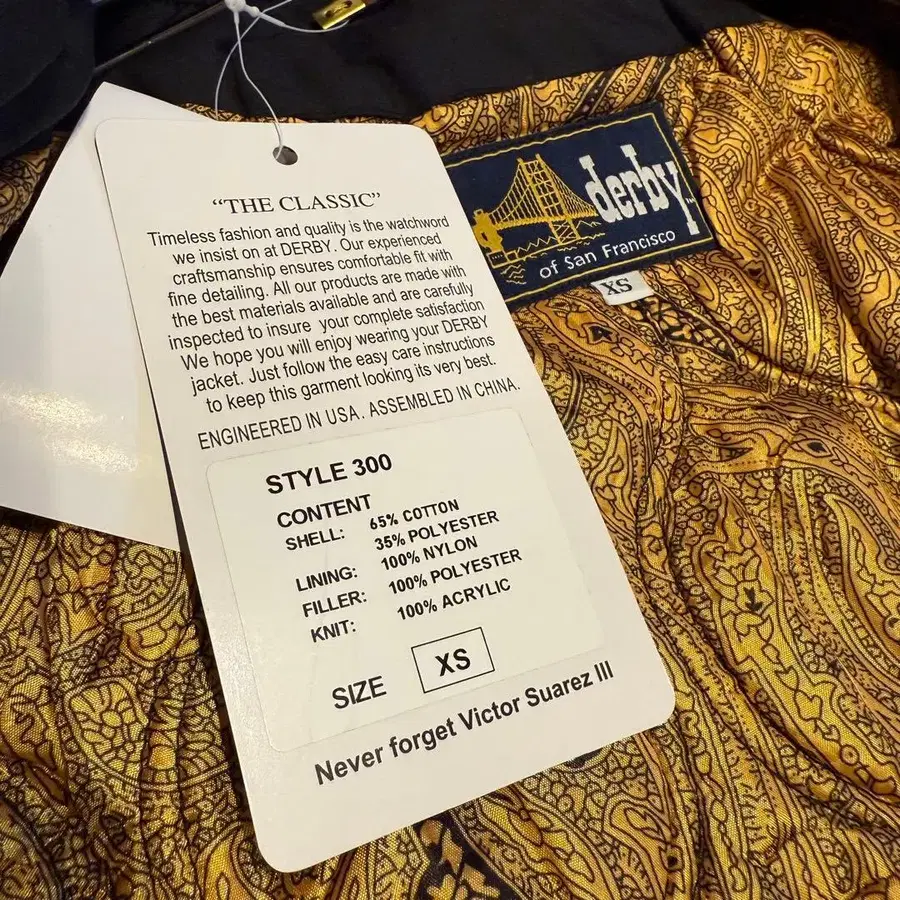 "THE CLASSIC"
Timeless fashion and quality is the watchword
we insist on at DERBY. Our experienced
craftsmanship ensures comfortable fit with
fine detailing. All our products are made with
the best materials available and are carefully
inspected to insure your complete satisfaction
We hope you will enjoy wearing your DERBY
jacket. Just follow the easy care instructions
to keep this garment looking its very best.
ENGINEERED IN USA. ASSEMBLED IN CHINA.
STYLE 300
CONTENT
SHELL: 65% COTTON
35% POLYESTER
LINING: 100% NYLON
FILLER: 100% POLYESTER
KNIT: 100% ACRYLIC
SIZE XS
Never forget Victor Suarez III
derby
of San Francisco
XS